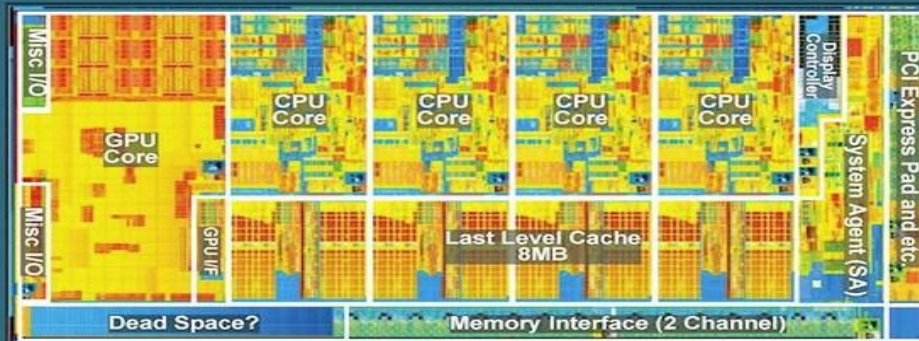 Misc I/O
GPU
Core
Misc I/O
GPU I/F
CPU
Core
CPU
Core
CPU
Core
CPU
Core
Display
Controller
System Agent (SA)
PCI Express Pad and etc.
Last Level Cache
8MB
Dead Space?
Memory Interface (2 Channel)